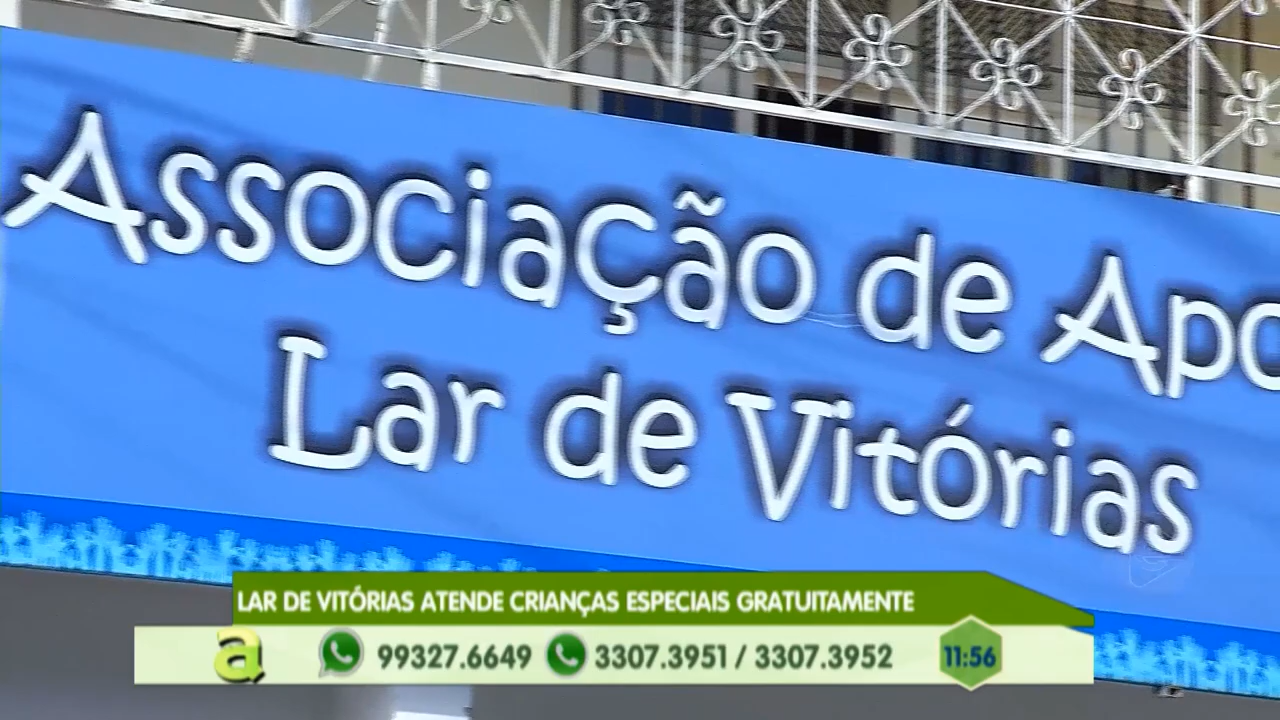 Associação de Apo
Lar de Vitórias
LAR DE VITÓRIAS ATENDE CRIANÇAS ESPECIAIS GRATUITAMENTE
a 99327.6649 3307.3951 / 3307.3952 11:56